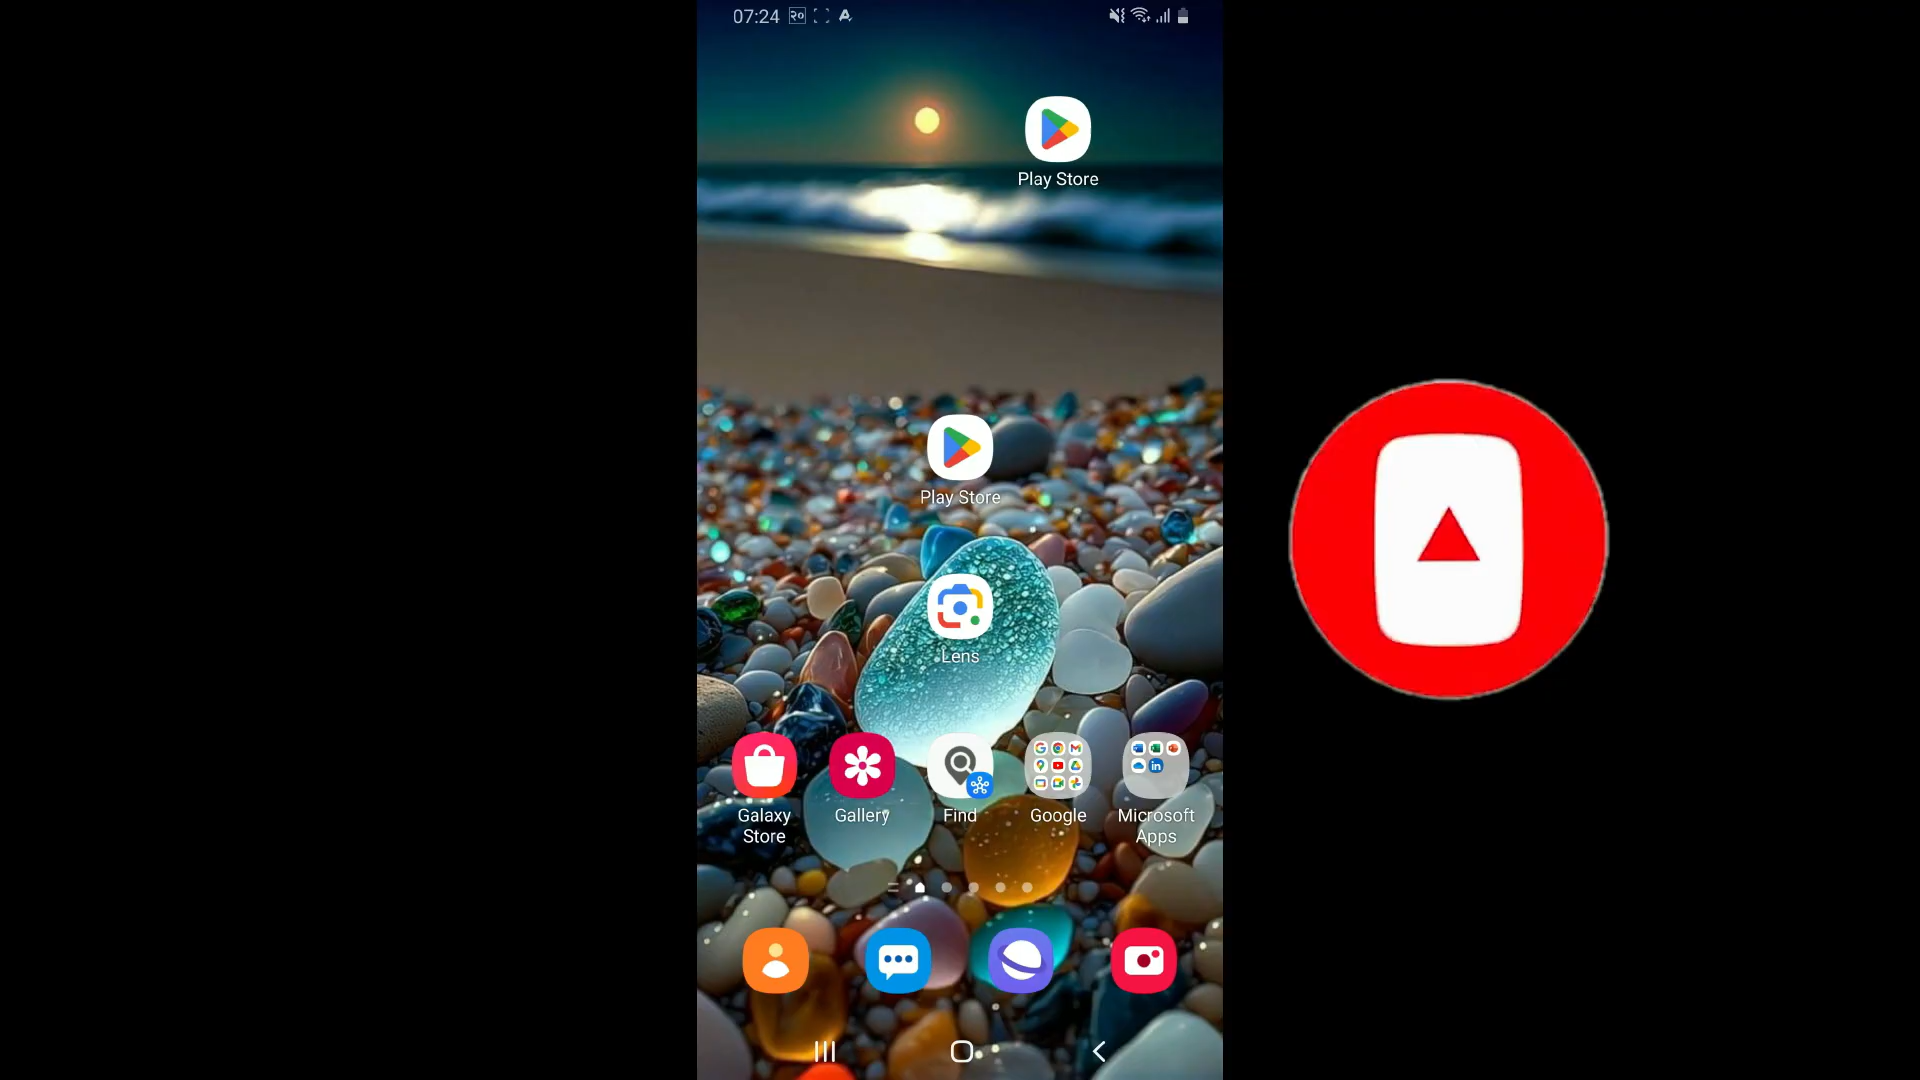 07:24
Play Store
Play Store
Lens
Galaxy
Store
Gallery
Find
Google
Microsoft
Apps